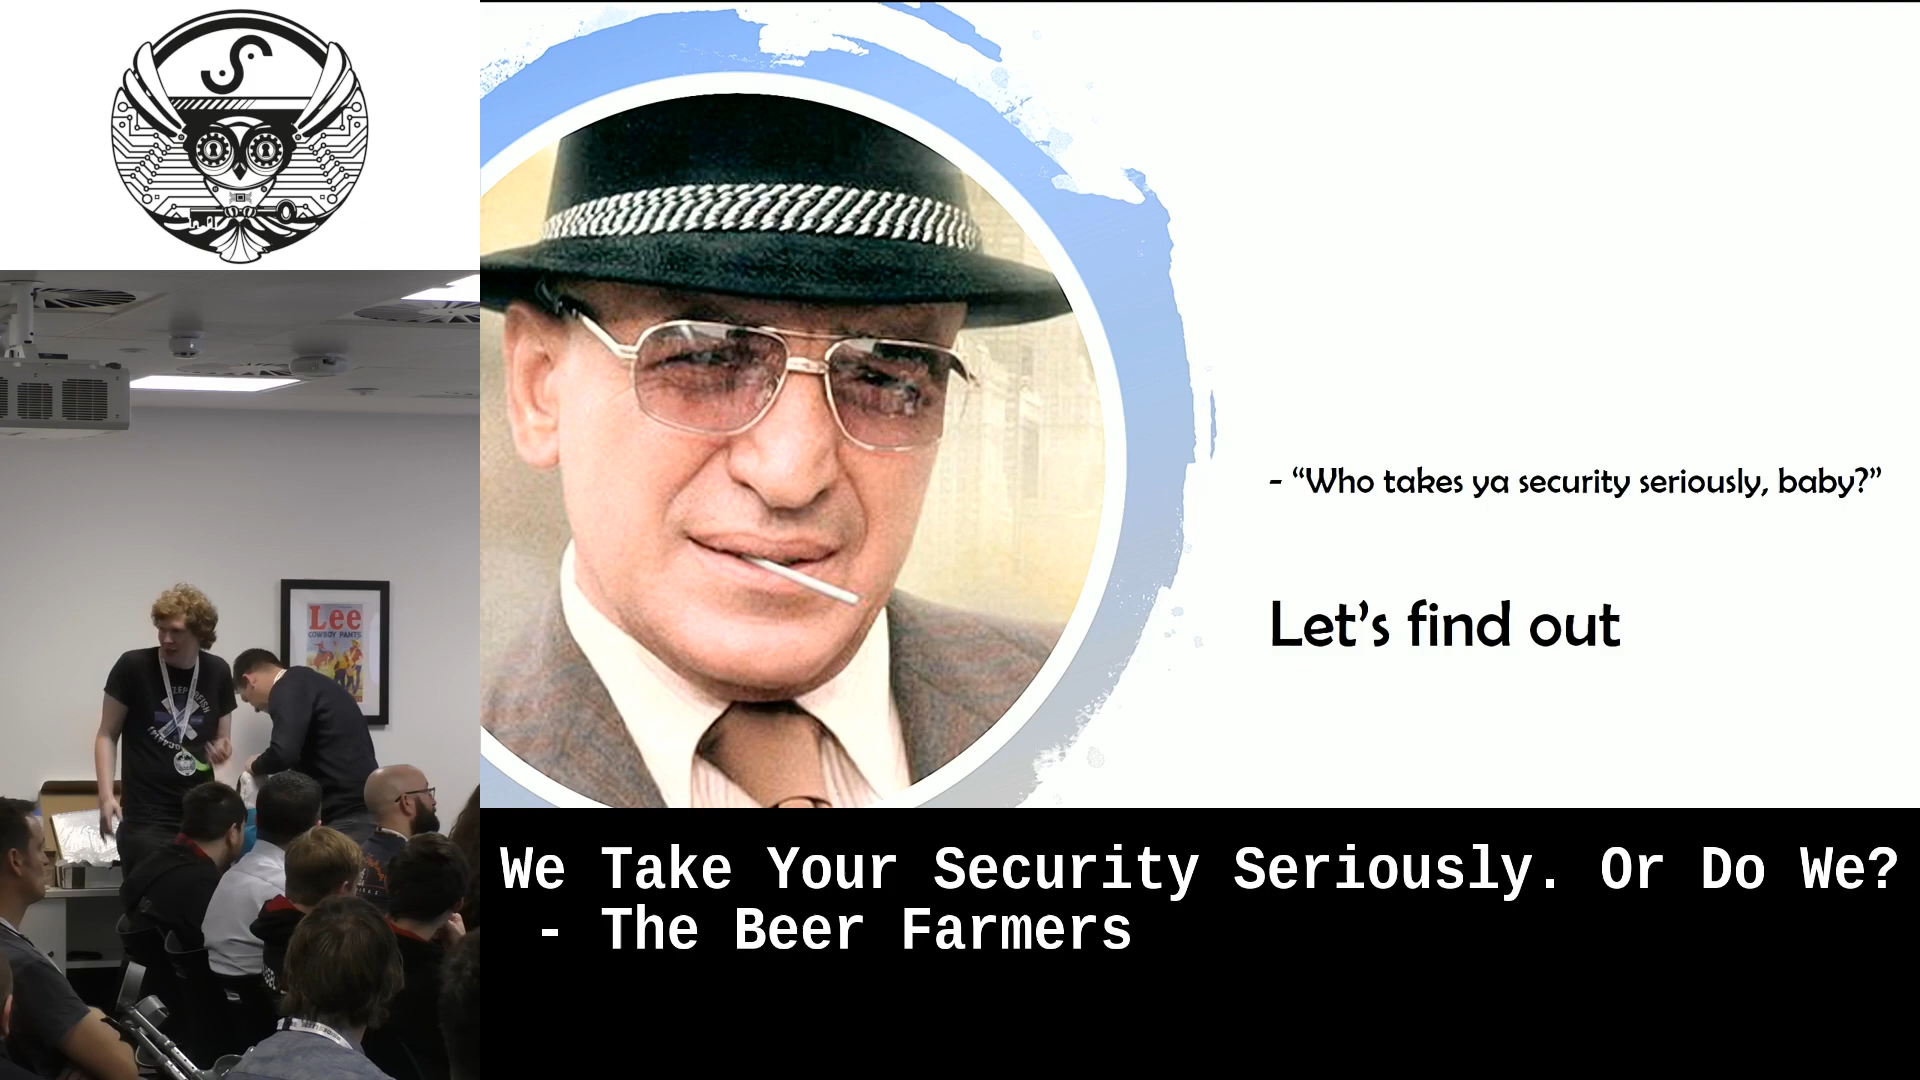 - “Who takes ya security seriously, baby?”
Let’s find out
Lee
COWBOY PANTS
We Take Your Security Seriously. Or Do We?
- The Beer Farmers